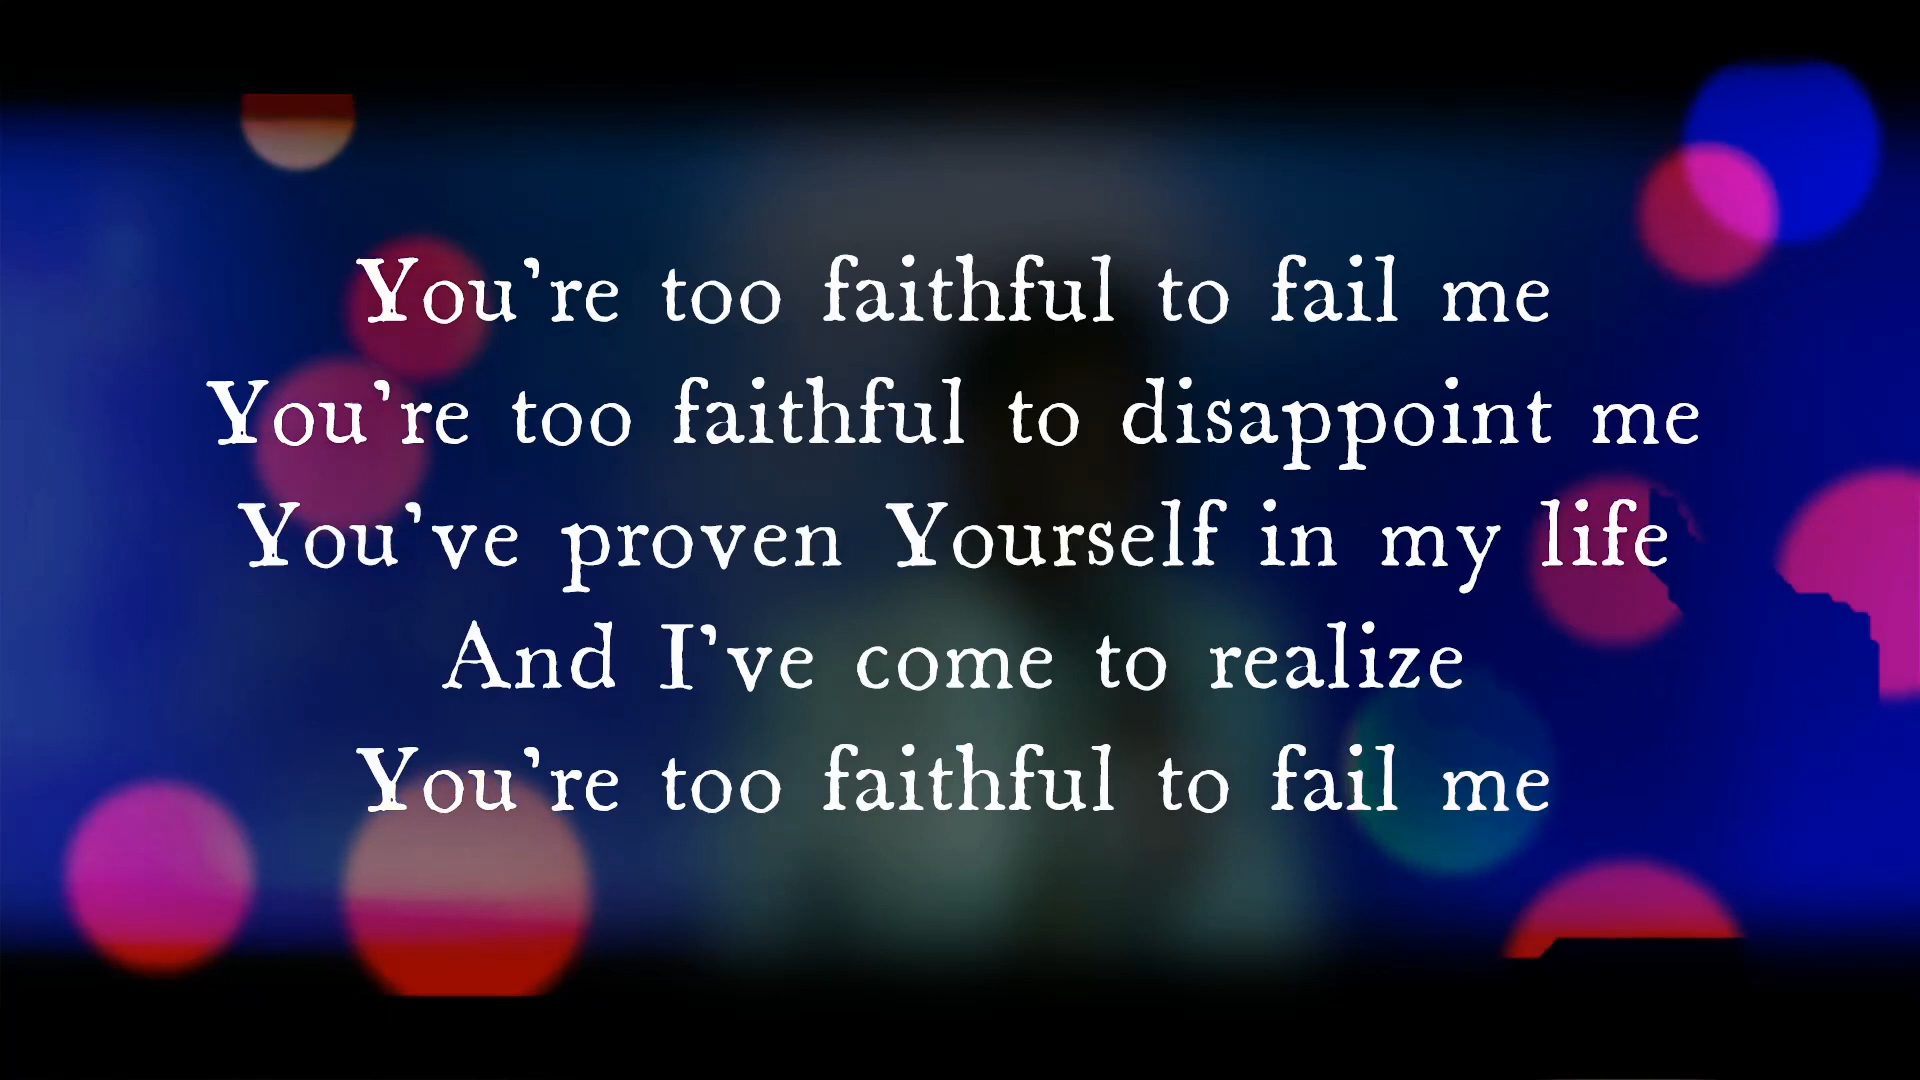 You're too faithful to fail me
You're too faithful to disappoint me
You've proven Yourself in my life
And I've come to realize
You're too faithful to fail me